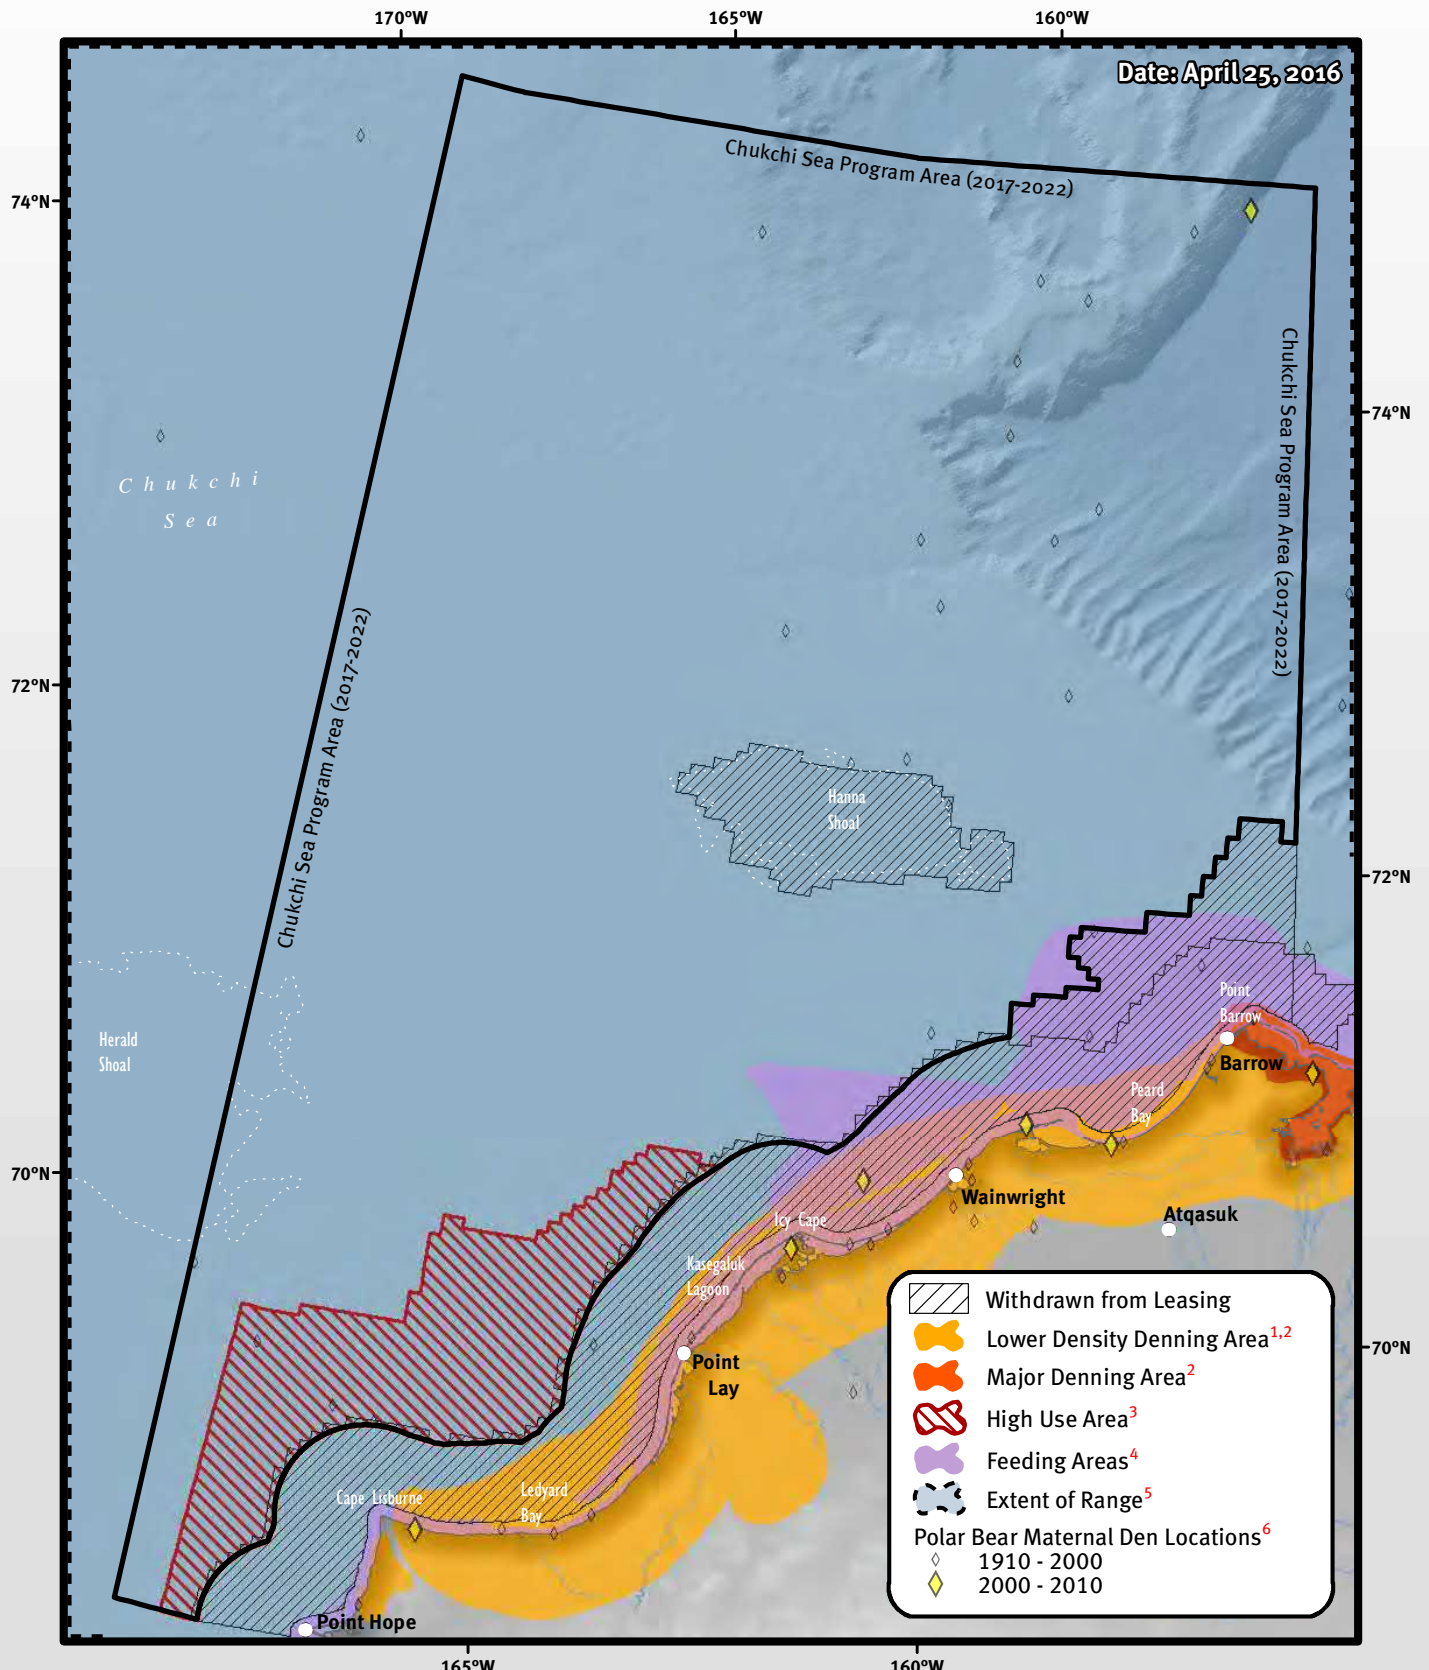 170°W 165°W 160°W
Date: April 25, 2016
Chukchi Sea Program Area (2017-2022)
74°N
74°N
Chukchi Sea Program Area (2017-2022)
Chukchi
Sea
Chukchi Sea Program Area (2017-2022)
72°N
72°N
Hanna
Shoal
Herald
Shoal
Point
Barrow
Barrow
Peard
Bay
70°N
Wainwright
Atqasuk
Icy Cape
Kasegaluk
Lagoon
Point
Lay
70°N
Cape Lisburne
Ledyard
Bay
Point Hope
Withdrawn from Leasing
Lower Density Denning Area1,2
Major Denning Area2
High Use Area3
Feeding Areas4
Extent of Range5
Polar Bear Maternal Den Locations6
1910 - 2000
2000 - 2010
165°W 160°W